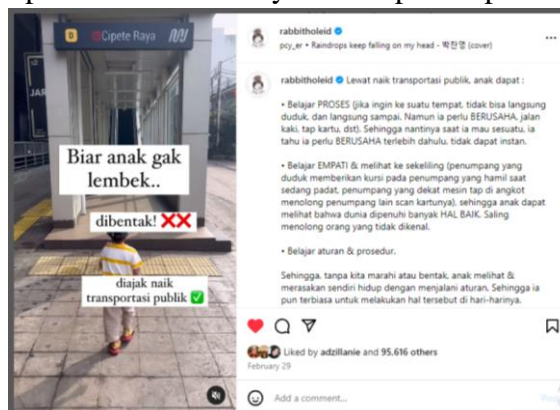 D
Cipete Raya
JAR
Biar anak gak
lembek..
dibentak! ❌❌
diajak naik
transportasi publik ✅
rabbitholeid
pcy_er • Raindrops keep falling on my head - 박찬영 (cover)
rabbitholeid Lewat naik transportasi publik, anak dapat :
• Belajar PROSES (jika ingin ke suatu tempat, tidak bisa langsung
duduk, dan langsung sampai. Namun ia perlu BERUSAHA, jalan
kaki, tap kartu, dst). Sehingga nantinya saat ia mau sesuatu, ia
tahu ia perlu BERUSAHA terlebih dahulu, tidak dapat instan.
• Belajar EMPATI & melihat ke sekeliling (penumpang yang
duduk memberikan kursi pada penumpang yang hamil saat
sedang padat, penumpang yang dekat mesin tap di angkot
menolong penumpang lain scan kartunya), sehingga anak dapat
melihat bahwa dunia dipenuhi banyak HAL BAIK. Saling
menolong orang yang tidak dikenal.
• Belajar aturan & prosedur.
Sehingga, tanpa kita marahi atau bentak, anak melihat &
merasakan sendiri hidup dengan menjalani aturan. Sehingga ia
pun terbiasa untuk melakukan hal tersebut di hari-harinya.
Liked by adzillanie and 95.616 others
February 29
Add a comment...